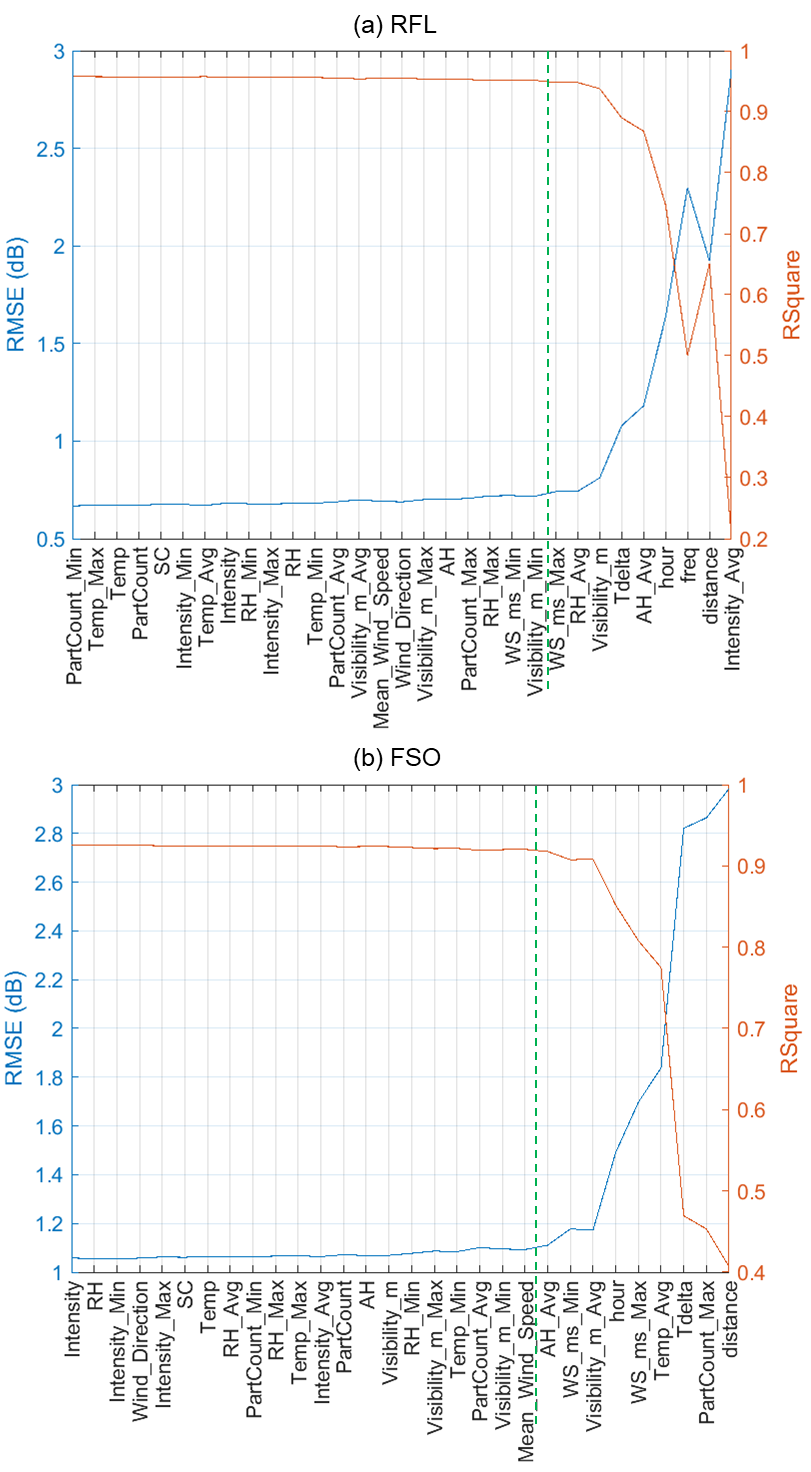 (a) RFL
3
2.5
2
1.5
1
0.5
RMSE (dB)
1
0.9
0.8
0.7
0.6
0.5
0.4
0.3
0.2
RSquare
PartCount_Min
Temp_Max
Temp
PartCount
SC
Intensity_Min
Temp_Avg
Intensity
RH_Min
Intensity_Max
RH
Temp_Min
PartCount_Avg
Visibility_m_Avg
Mean_Wind_Speed
Wind_Direction
Visibility_m_Max
AH
PartCount_Max
RH_Max
WS_ms_Min
Visibility_m_Min
WS_ms_Max
RH_Avg
Visibility_m
Tdelta
AH_Avg
hour
freq
distance
Intensity_Avg
(b) FSO
3
2.8
2.6
2.4
2.2
2
1.8
1.6
1.4
1.2
1
RMSE (dB)
1
0.9
0.8
0.7
0.6
0.5
0.4
RSquare
Intensity
RH
Intensity_Min
Wind_Direction
Intensity_Max
SC
Temp
RH_Avg
PartCount_Min
RH_Max
Temp_Max
Intensity_Avg
PartCount
AH
Visibility_m
RH_Min
Visibility_m_Max
Temp_Min
PartCount_Avg
Visibility_m_Min
Mean_Wind_Speed
AH_Avg
WS_ms_Min
Visibility_m_Avg
hour
WS_ms_Max
Temp_Avg
Tdelta
PartCount_Max
distance